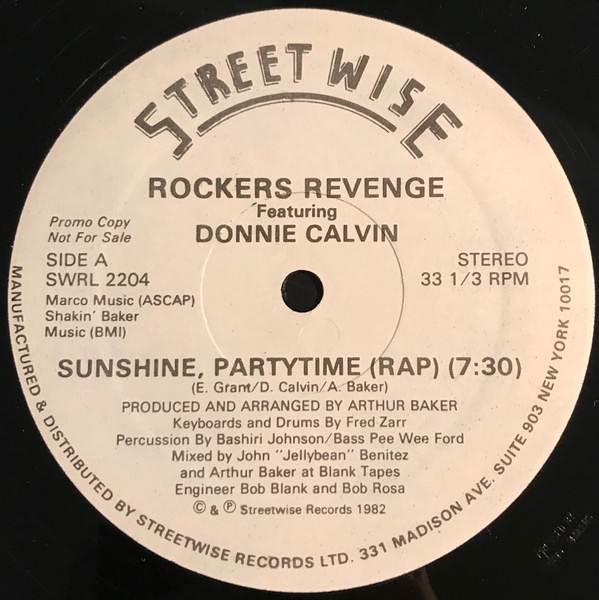 STREETWISE
ROCKERS REVENGE
Featuring
DONNIE CALVIN
Promo Copy
Not For Sale
SIDE A
SWRL 2204
Marco Music (ASCAP)
Shakin' Baker
Music (BMI)
STEREO
33 1/3 RPM
SUNSHINE, PARTYTIME (RAP) (7:30)
(E. Grant/D. Calvin/A. Baker)
PRODUCED AND ARRANGED BY ARTHUR BAKER
Keyboards and Drums By Fred Zarr
Percussion By Bashiri Johnson/Bass Pee Wee Ford
Mixed by John "Jellybean" Benitez
and Arthur Baker at Blank Tapes
Engineer Bob Blank and Bob Rosa
© & ℗ Streetwise Records 1982
MANUFACTURED & DISTRIBUTED BY STREETWISE RECORDS LTD. 331 MADISON AVE. SUITE 903 NEW YORK 10017